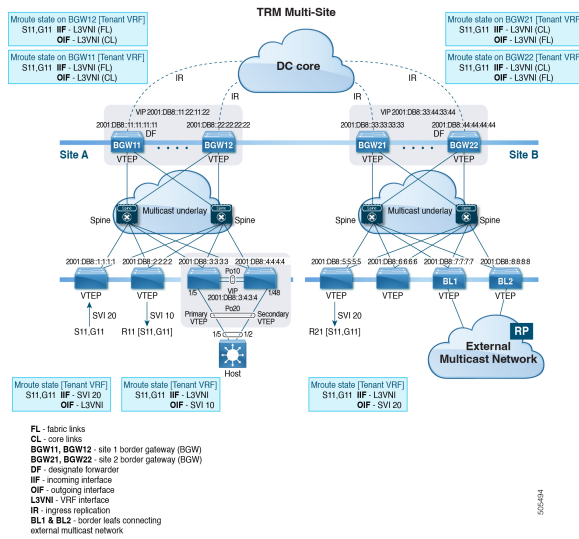 TRM Multi-Site
Mroute state on BGW12 [Tenant VRF]
S11,G11 IIF - L3VNI (FL)
OIF - L3VNI (CL)
Mroute state on BGW11 [Tenant VRF]
S11,G11 IIF - L3VNI (FL)
OIF - L3VNI (CL)
Mroute state on BGW21 [Tenant VRF]
S11,G11 IIF - L3VNI (CL)
OIF - L3VNI (FL)
Mroute state on BGW22 [Tenant VRF]
S11,G11 IIF - L3VNI (CL)
OIF - L3VNI (FL)
DC core
IR
IR
IR
IR
VIP 2001:DB8::11:22:11:22
2001:DB8::11:11:11:11
2001:DB8::22:22:22:22
DF
BGW11
BGW12
VTEP
VTEP
Site A
VIP 2001:DB8::33:44:33:44
2001:DB8::33:33:33:33
2001:DB8::44:44:44:44
DF
BGW21
BGW22
VTEP
VTEP
Site B
Multicast underlay
Spine
Spine
Spine
Spine
Multicast underlay
Spine
Spine
Spine
Spine
2001:DB8::1:1:1:1
2001:DB8::2:2:2:2
2001:DB8::3:3:3:3
2001:DB8::4:4:4:4
Po10
VTEP
VTEP
1/5
VIP
2001:DB8::3:4:3:4
1/48
Po20
Primary
VTEP
Secondary
VTEP
1/5
1/2
Host
SVI 20
S11,G11
SVI 10
R11 [S11,G11]
2001:DB8::5:5:5:5
2001:DB8::6:6:6:6
2001:DB8::7:7:7:7
2001:DB8::8:8:8:8
BL1
BL2
VTEP
VTEP
VTEP
VTEP
SVI 20
R21 [S11,G11]
RP
External
Multicast Network
Mroute state [Tenant VRF]
S11,G11 IIF - SVI 20
OIF - L3VNI
Mroute state [Tenant VRF]
S11,G11 IIF - L3VNI
OIF - SVI 10
Mroute state [Tenant VRF]
S11,G11 IIF - L3VNI
OIF - SVI 20
FL - fabric links
CL - core links
BGW11, BGW12 - site 1 border gateway (BGW)
BGW21, BGW22 - site 2 border gateway (BGW)
DF - designate forwarder
IIF - incoming interface
OIF - outgoing interface
L3VNI - VRF interface
IR - ingress replication
BL1 & BL2 - border leafs connecting
external multicast network
505494